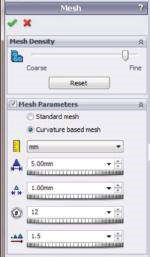 Mesh ?
Mesh Density
Coarse Fine
Reset
Mesh Parameters
Standard mesh
Curvature based mesh
mm
5.00mm
1.00mm
12
1.5